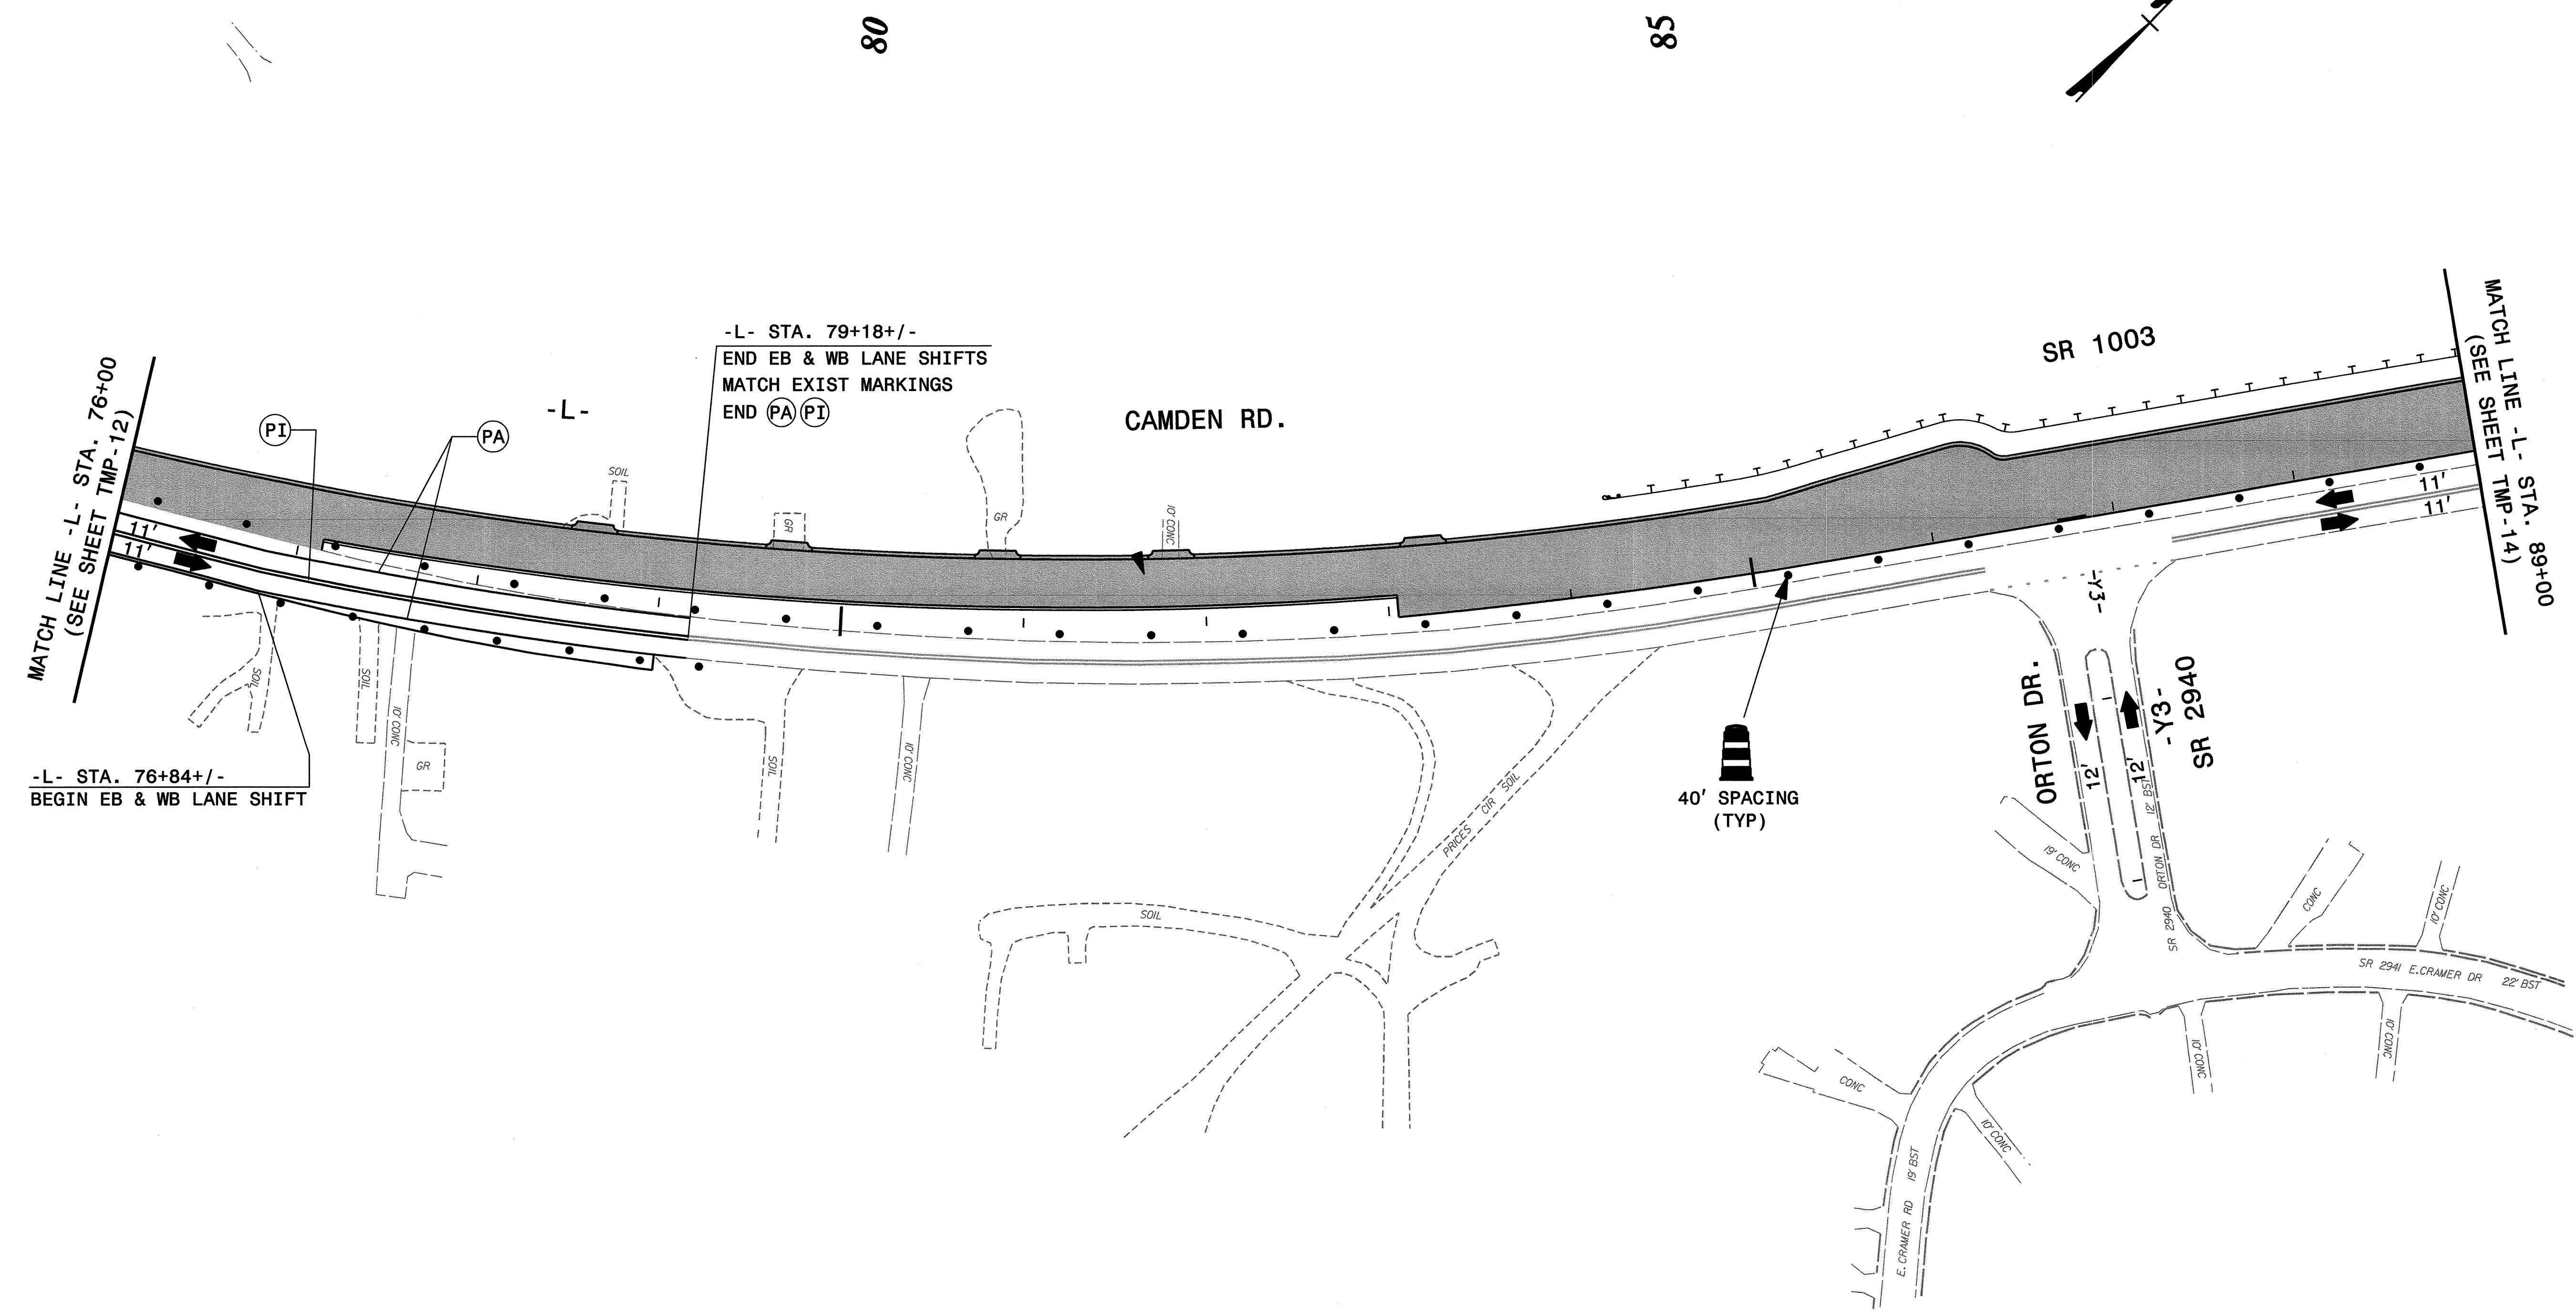 80
85
-L- STA. 79+18+/-
END EB & WB LANE SHIFTS
MATCH EXIST MARKINGS
END PA PI
MATCH LINE -L- STA. 76+00
(SEE SHEET TMP-12)
PI
PA
-L-
CAMDEN RD.
SR 1003
MATCH LINE -L- STA. 89+00
(SEE SHEET TMP-14)
SOIL
GR
GR
10' CONC
11'
11'
11'
11'
-Y3-
SOIL
SOIL
10' CONC
GR
SOIL
10' CONC
PRICES CIR SOIL
-L- STA. 76+84+/-
BEGIN EB & WB LANE SHIFT
40' SPACING
(TYP)
ORTON DR.
12'
12'
-Y3-
SR 2940
SR 2940 ORTON DR 12' BST
19' CONC
CONC
10' CONC
SOIL
SR 2941 E.CRAMER DR 22' BST
10' CONC
10' CONC
CONC
10' CONC
E. CRAMER RD 19' BST